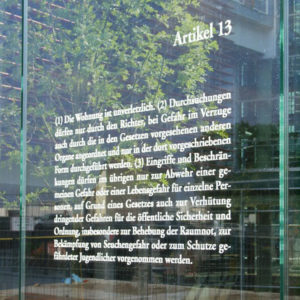 Artikel 13
(1) Die Wohnung ist unverletzlich. (2) Durchsuchungen
dürfen nur durch den Richter, bei Gefahr im Verzuge
auch durch die in den Gesetzen vorgesehenen anderen
Organe angeordnet und nur in der dort vorgeschriebenen
Form durchgeführt werden. (3) Eingriffe und Beschrän-
kungen dürfen im übrigen nur zur Abwehr einer ge-
meinen Gefahr oder einer Lebensgefahr für einzelne Per-
sonen, auf Grund eines Gesetzes auch zur Verhütung
dringender Gefahren für die öffentliche Sicherheit und
Ordnung, insbesondere zur Behebung der Raumnot, zur
Bekämpfung von Seuchengefahr oder zum Schutze ge-
fährdeter Jugendlicher vorgenommen werden.